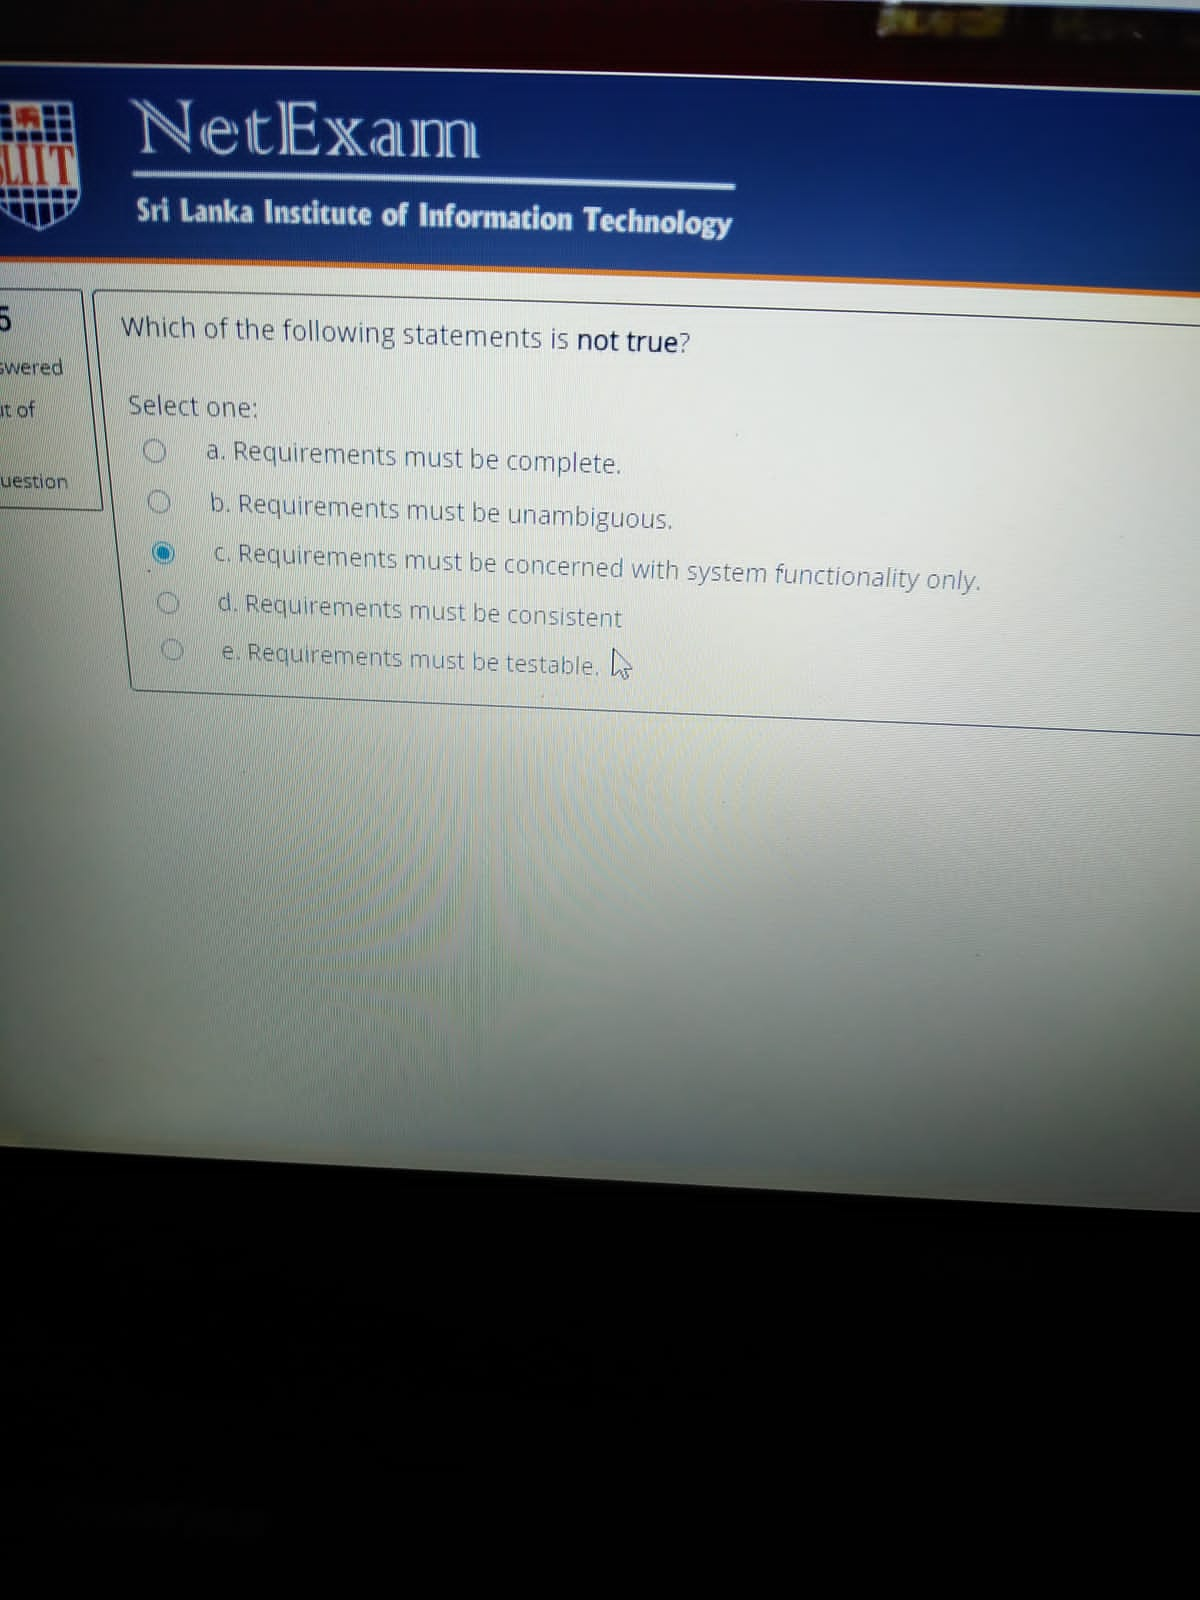 NetExam
SLIIT
Sri Lanka Institute of Information Technology
5
swered
ut of
uestion
Which of the following statements is not true?
Select one:
a. Requirements must be complete.
b. Requirements must be unambiguous.
c. Requirements must be concerned with system functionality only.
d. Requirements must be consistent
e. Requirements must be testable.